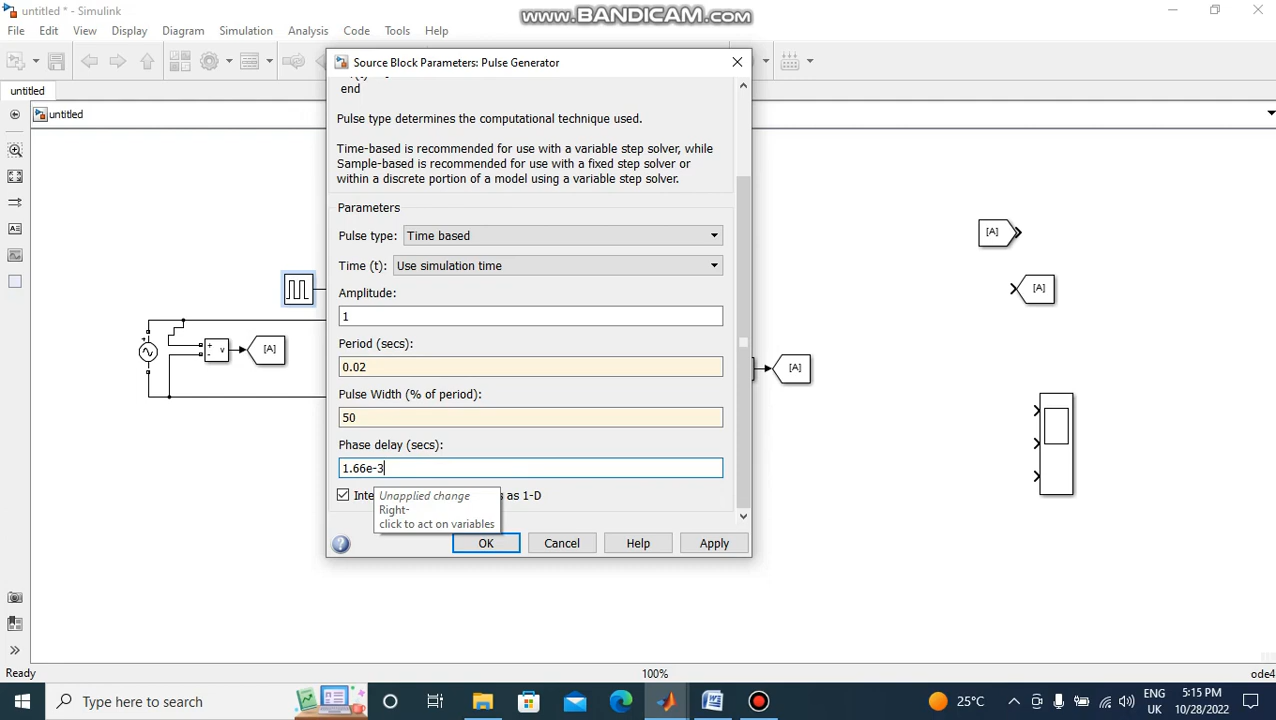 untitled * - Simulink
www.BANDICAM.com
File Edit View Display Diagram Simulation Analysis Code Tools Help
Source Block Parameters: Pulse Generator
untitled
untitled
end
Pulse type determines the computational technique used.
Time-based is recommended for use with a variable step solver, while
Sample-based is recommended for use with a fixed step solver or
within a discrete portion of a model using a variable step solver.
Parameters
Pulse type: Time based
Time (t): Use simulation time
Amplitude:
1
Period (secs):
0.02
Pulse Width (% of period):
50
Phase delay (secs):
1.66e-3
Inte
s as 1-D
Unapplied change
Right-
click to act on variables
OK Cancel Help Apply
[A]
[A]
+
-
v
[A]
[A]
Ready
100%
ode4
Type here to search
25°C
ENG
UK
5:15 PM
10/28/2022